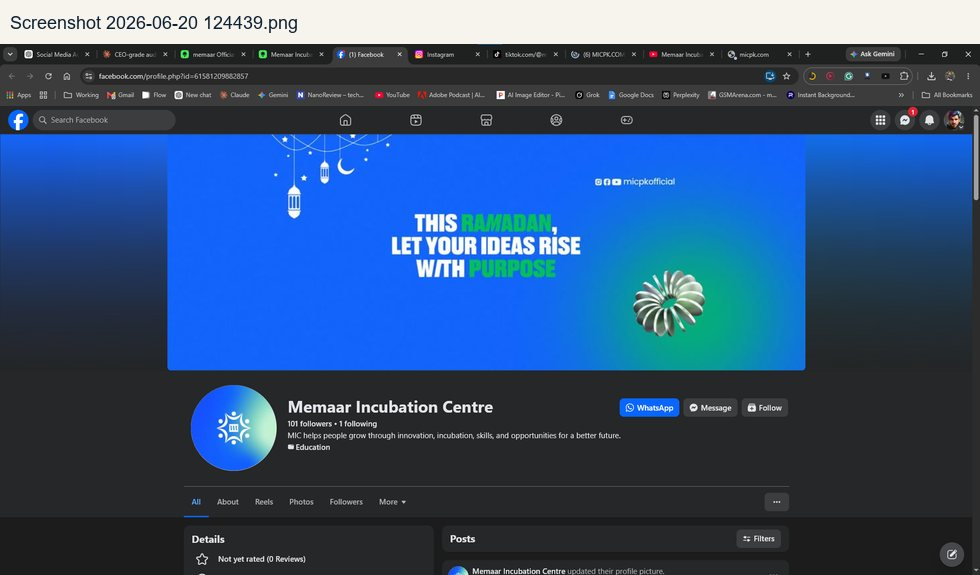 Screenshot 2026-06-20 124439.png
Social Media A
CEO-grade aud
memaar Officia
Memaar Incub
(1) Facebook
Instagram
tiktok.com/@m
(6) MICPK.COM
Memaar Incuba
micpk.com
Ask Gemini
facebook.com/profile.php?id=61581209882857
Apps
Working
Gmail
Flow
New chat
Claude
Gemini
NanoReview – tech...
YouTube
Adobe Podcast | AI...
AI Image Editor - Pi...
Grok
Google Docs
Perplexity
GSMArena.com - m...
Instant Background...
All Bookmarks
Search Facebook
1
micpkofficial
THIS RAMADAN,
LET YOUR IDEAS RISE
WITH PURPOSE
Memaar Incubation Centre
101 followers • 1 following
MIC helps people grow through innovation, incubation, skills, and opportunities for a better future.
Education
WhatsApp
Message
Follow
All
About
Reels
Photos
Followers
More
Details
Not yet rated (0 Reviews)
Posts
Filters
Memaar Incubation Centre updated their profile picture.